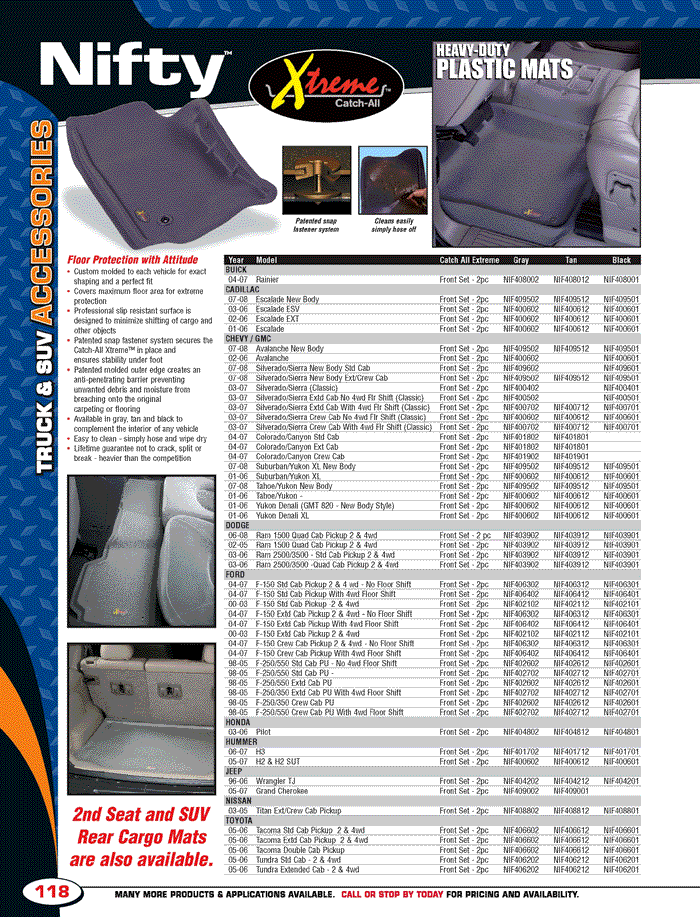 Nifty™
Xtreme™
Catch-All
HEAVY-DUTY
PLASTIC MATS
TRUCK & SUV ACCESSORIES
Patented snap
fastener system
Cleans easily
simply hose off
Floor Protection with Attitude
• Custom molded to each vehicle for exact
shaping and a perfect fit
• Covers maximum floor area for extreme
protection
• Professional slip resistant surface is
designed to minimize shifting of cargo and
other objects
• Patented snap fastener system secures the
Catch-All Xtreme™ in place and
ensures stability under foot
• Patented molded outer edge creates an
anti-penetrating barrier preventing
unwanted debris and moisture from
breaching onto the original
carpeting or flooring
• Available in gray, tan and black to
complement the interior of any vehicle
• Easy to clean - simply hose and wipe dry
• Lifetime guarantee not to crack, split or
break - heavier than the competition
2nd Seat and SUV
Rear Cargo Mats
are also available.
Year Model Catch All Extreme Gray Tan Black
BUICK
04-07 Rainier Front Set - 2pc NIF408002 NIF408012 NIF408001
CADILLAC
07-08 Escalade New Body Front Set - 2pc NIF409502 NIF409512 NIF409501
03-06 Escalade ESV Front Set - 2pc NIF400602 NIF400612 NIF400601
02-06 Escalade EXT Front Set - 2pc NIF400602 NIF400612 NIF400601
01-06 Escalade Front Set - 2pc NIF400602 NIF400612 NIF400601
CHEVY / GMC
07-08 Avalanche New Body Front Set - 2pc NIF409502 NIF409512 NIF409501
02-06 Avalanche Front Set - 2pc NIF400602 NIF400601
07-08 Silverado/Sierra New Body Std Cab Front Set - 2pc NIF409602 NIF409601
07-08 Silverado/Sierra New Body Ext/Crew Cab Front Set - 2pc NIF409502 NIF409512 NIF409501
03-07 Silverado/Sierra (Classic) Front Set - 2pc NIF400402 NIF400401
03-07 Silverado/Sierra Extd Cab No 4wd Flr Shift (Classic) Front Set - 2pc NIF400502 NIF400501
03-07 Silverado/Sierra Extd Cab With 4wd Flr Shift (Classic) Front Set - 2pc NIF400702 NIF400712 NIF400701
03-07 Silverado/Sierra Crew Cab No 4wd Flr Shift (Classic) Front Set - 2pc NIF400602 NIF400612 NIF400601
03-07 Silverado/Sierra Crew Cab With 4wd Flr Shift (Classic) Front Set - 2pc NIF400702 NIF400712 NIF400701
04-07 Colorado/Canyon Std Cab Front Set - 2pc NIF401802 NIF401801
04-07 Colorado/Canyon Ext Cab Front Set - 2pc NIF401802 NIF401801
04-07 Colorado/Canyon Crew Cab Front Set - 2pc NIF401902 NIF401901
07-08 Suburban/Yukon XL New Body Front Set - 2pc NIF409502 NIF409512 NIF409501
01-06 Suburban/Yukon XL Front Set - 2pc NIF400602 NIF400612 NIF400601
07-08 Tahoe/Yukon New Body Front Set - 2pc NIF409502 NIF409512 NIF409501
01-06 Tahoe/Yukon - Front Set - 2pc NIF400602 NIF400612 NIF400601
01-06 Yukon Denali (GMT 820 - New Body Style) Front Set - 2pc NIF400602 NIF400612 NIF400601
01-06 Yukon Denali XL Front Set - 2pc NIF400602 NIF400612 NIF400601
DODGE
06-08 Ram 1500 Quad Cab Pickup 2 & 4wd Front Set - 2 pc NIF403902 NIF403912 NIF403901
02-05 Ram 1500 Quad Cab Pickup 2 & 4wd Front Set - 2pc NIF403902 NIF403912 NIF403901
03-06 Ram 2500/3500 - Std Cab Pickup 2 & 4wd Front Set - 2pc NIF403902 NIF403912 NIF403901
03-06 Ram 2500/3500 -Quad Cab Pickup 2 & 4wd Front Set - 2pc NIF403902 NIF403912 NIF403901
FORD
04-07 F-150 Std Cab Pickup 2 & 4 wd - No Floor Shift Front Set - 2pc NIF406302 NIF406312 NIF406301
04-07 F-150 Std Cab Pickup With 4wd Floor Shift Front Set - 2pc NIF406402 NIF406412 NIF406401
00-03 F-150 Std Cab Pickup 2 & 4wd Front Set - 2pc NIF402102 NIF402112 NIF402101
04-07 F-150 Extd Cab Pickup 2 & 4wd - No Floor Shift Front Set - 2pc NIF406302 NIF406312 NIF406301
04-07 F-150 Extd Cab Pickup With 4wd Floor Shift Front Set - 2pc NIF406402 NIF406412 NIF406401
00-03 F-150 Extd Cab Pickup 2 & 4wd Front Set - 2pc NIF402102 NIF402112 NIF402101
04-07 F-150 Crew Cab Pickup 2 & 4wd - No Floor Shift Front Set - 2pc NIF406302 NIF406312 NIF406301
04-07 F-150 Crew Cab Pickup With 4wd Floor Shift Front Set - 2pc NIF406402 NIF406412 NIF406401
98-05 F-250/550 Std Cab PU - No 4wd Floor Shift Front Set - 2pc NIF402602 NIF402612 NIF402601
98-05 F-250/550 Std Cab PU - Front Set - 2pc NIF402702 NIF402712 NIF402701
98-05 F-250/550 Extd Cab PU Front Set - 2pc NIF402602 NIF402612 NIF402601
98-05 F-250/350 Extd Cab PU With 4wd Floor Shift Front Set - 2pc NIF402702 NIF402712 NIF402701
98-05 F-250/350 Crew Cab PU Front Set - 2pc NIF402602 NIF402612 NIF402601
98-05 F-250/550 Crew Cab PU With 4wd Floor Shift Front Set - 2pc NIF402702 NIF402712 NIF402701
HONDA
03-06 Pilot Front Set - 2pc NIF404802 NIF404812 NIF404801
HUMMER
06-07 H3 Front Set - 2pc NIF401702 NIF401712 NIF401701
05-07 H2 & H2 SUT Front Set - 2pc NIF400602 NIF400612 NIF400601
JEEP
96-06 Wrangler TJ Front Set - 2pc NIF404202 NIF404212 NIF404201
05-07 Grand Cherokee Front Set - 2pc NIF409002 NIF409001
NISSAN
03-05 Titan Ext/Crew Cab Pickup Front Set - 2pc NIF408802 NIF408812 NIF408801
TOYOTA
05-06 Tacoma Std Cab Pickup 2 & 4wd Front Set - 2pc NIF406602 NIF406612 NIF406601
05-06 Tacoma Extd Cab Pickup 2 & 4wd Front Set - 2pc NIF406602 NIF406612 NIF406601
05-06 Tacoma Double Cab Pickup Front Set - 2pc NIF406602 NIF406612 NIF406601
05-06 Tundra Std Cab - 2 & 4wd Front Set - 2pc NIF406202 NIF406212 NIF406201
05-06 Tundra Extended Cab - 2 & 4wd Front Set - 2pc NIF406202 NIF406212 NIF406201
118
MANY MORE PRODUCTS & APPLICATIONS AVAILABLE. CALL OR STOP BY TODAY FOR PRICING AND AVAILABILITY.